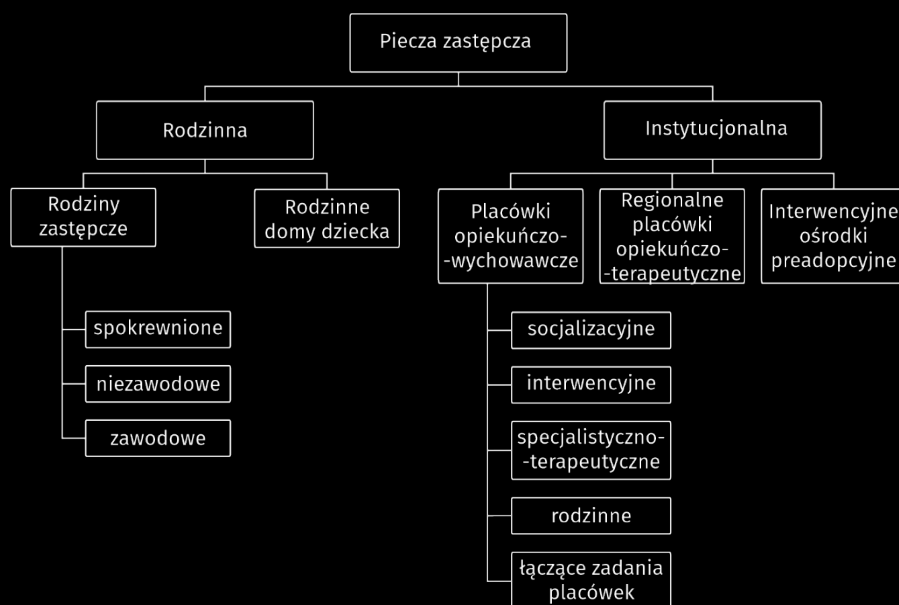 Piecza zastępcza
Rodzinna
Instytucjonalna
Rodziny
zastępcze
Rodzinne
domy dziecka
Placówki
opiekuńczo-
-wychowawcze
Regionalne
placówki
opiekuńczo-
-terapeutyczne
Interwencyjne
ośrodki
preadopcyjne
spokrewnione
niezawodowe
zawodowe
socjalizacyjne
interwencyjne
specjalistyczno-
-terapeutyczne
rodzinne
łączące zadania
placówek